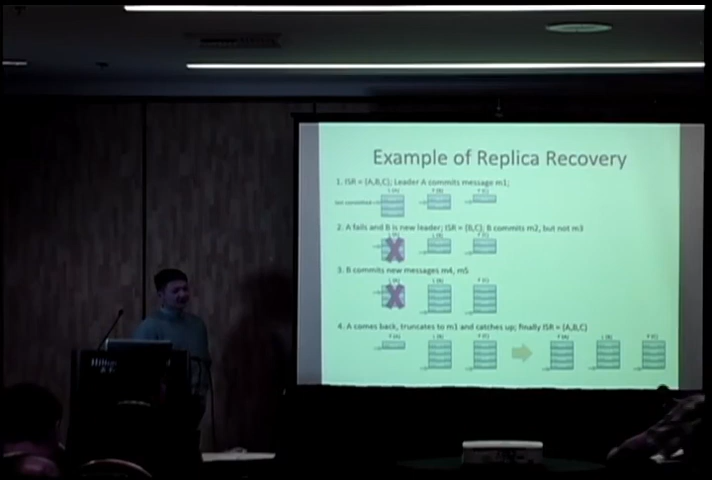 Example of Replica Recovery
1. ISR = {A,B,C}; Leader A commits message m1;
L (A) F (B) F (C)
last committed
2. A fails and B is new leader; ISR = {B,C}; B commits m2, but not m3
L (A) L (B) F (C)
3. B commits new messages m4, m5
L (A) L (B) F (C)
4. A comes back, truncates to m1 and catches up; finally ISR = {A,B,C}
F (A) L (B) F (C) F (A) L (B) F (C)